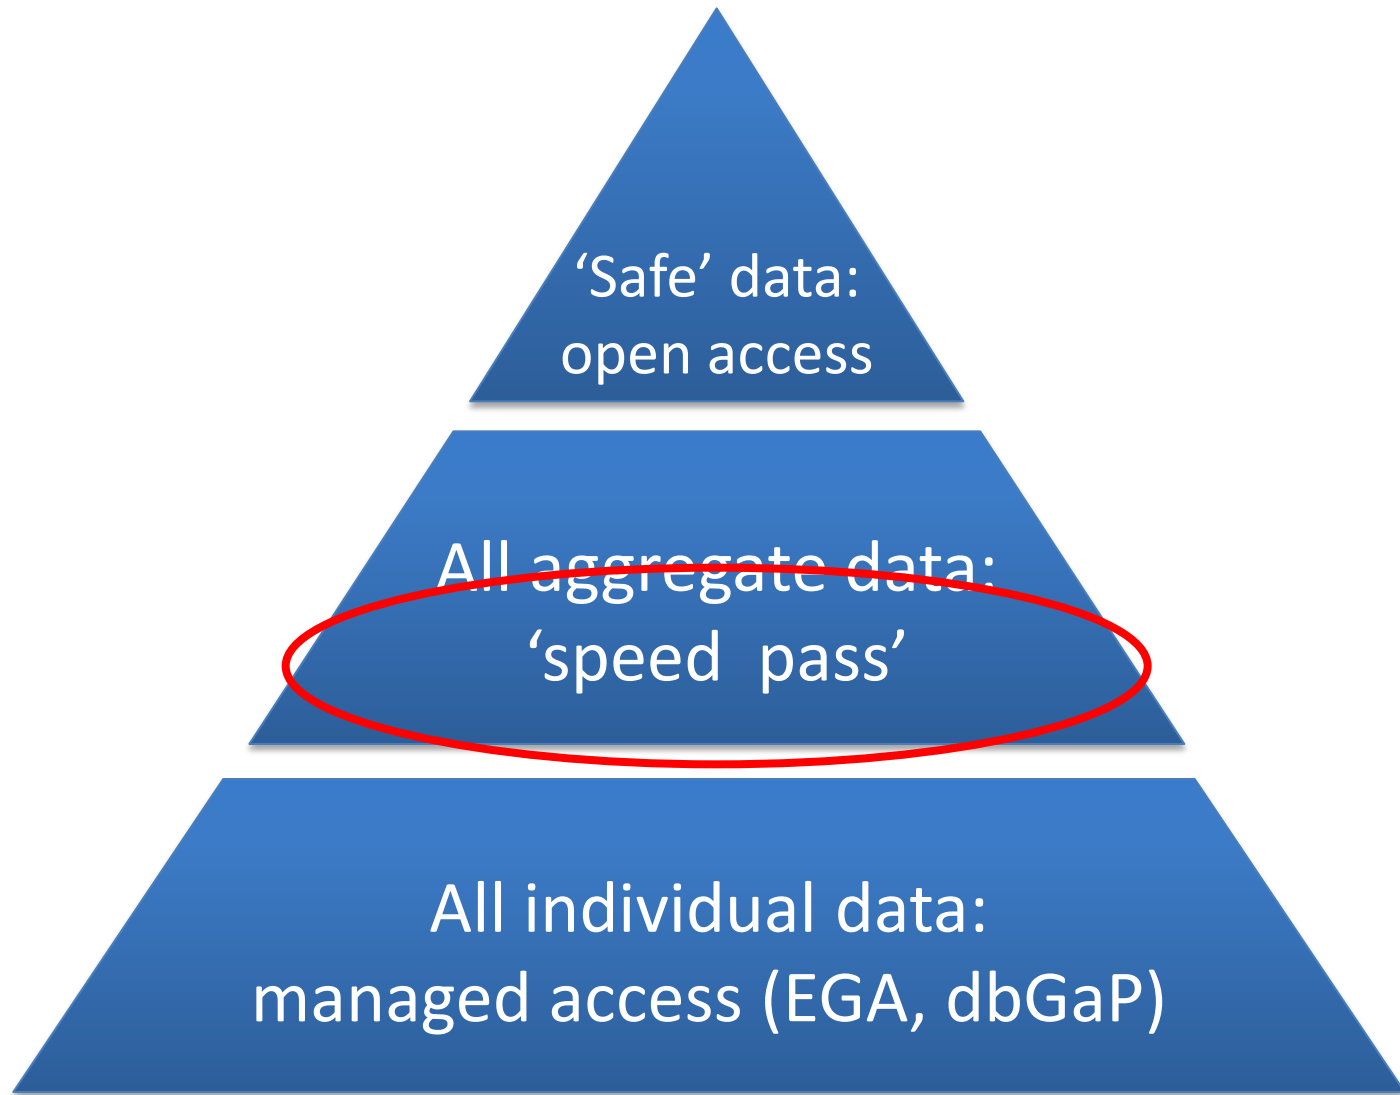 ‘Safe’ data:
open access
All aggregate data:
‘speed  pass’
All individual data:
managed access (EGA, dbGaP)